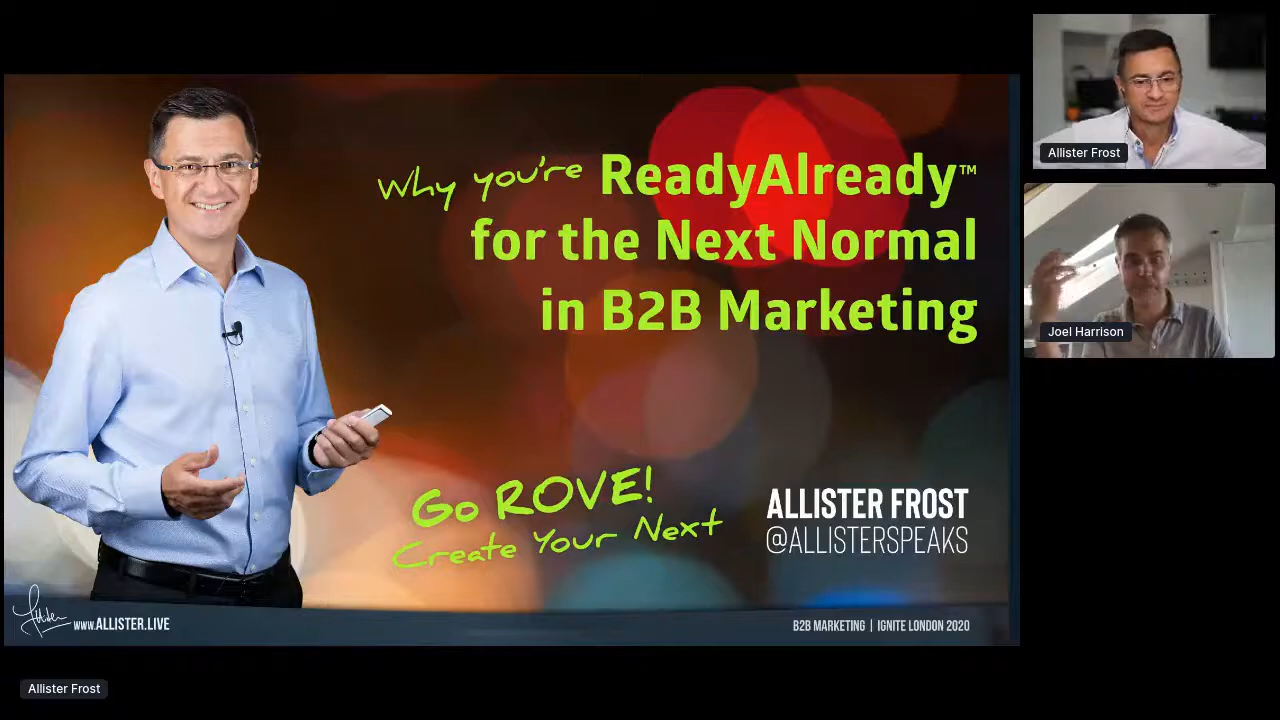 Why you're ReadyAlready™
for the Next Normal
in B2B Marketing
Go ROVE!
Create Your Next
ALLISTER FROST
@ALLISTERSPEAKS
Allister
www.ALLISTER.LIVE
B2B MARKETING | IGNITE LONDON 2020
Allister Frost
Allister Frost
Joel Harrison